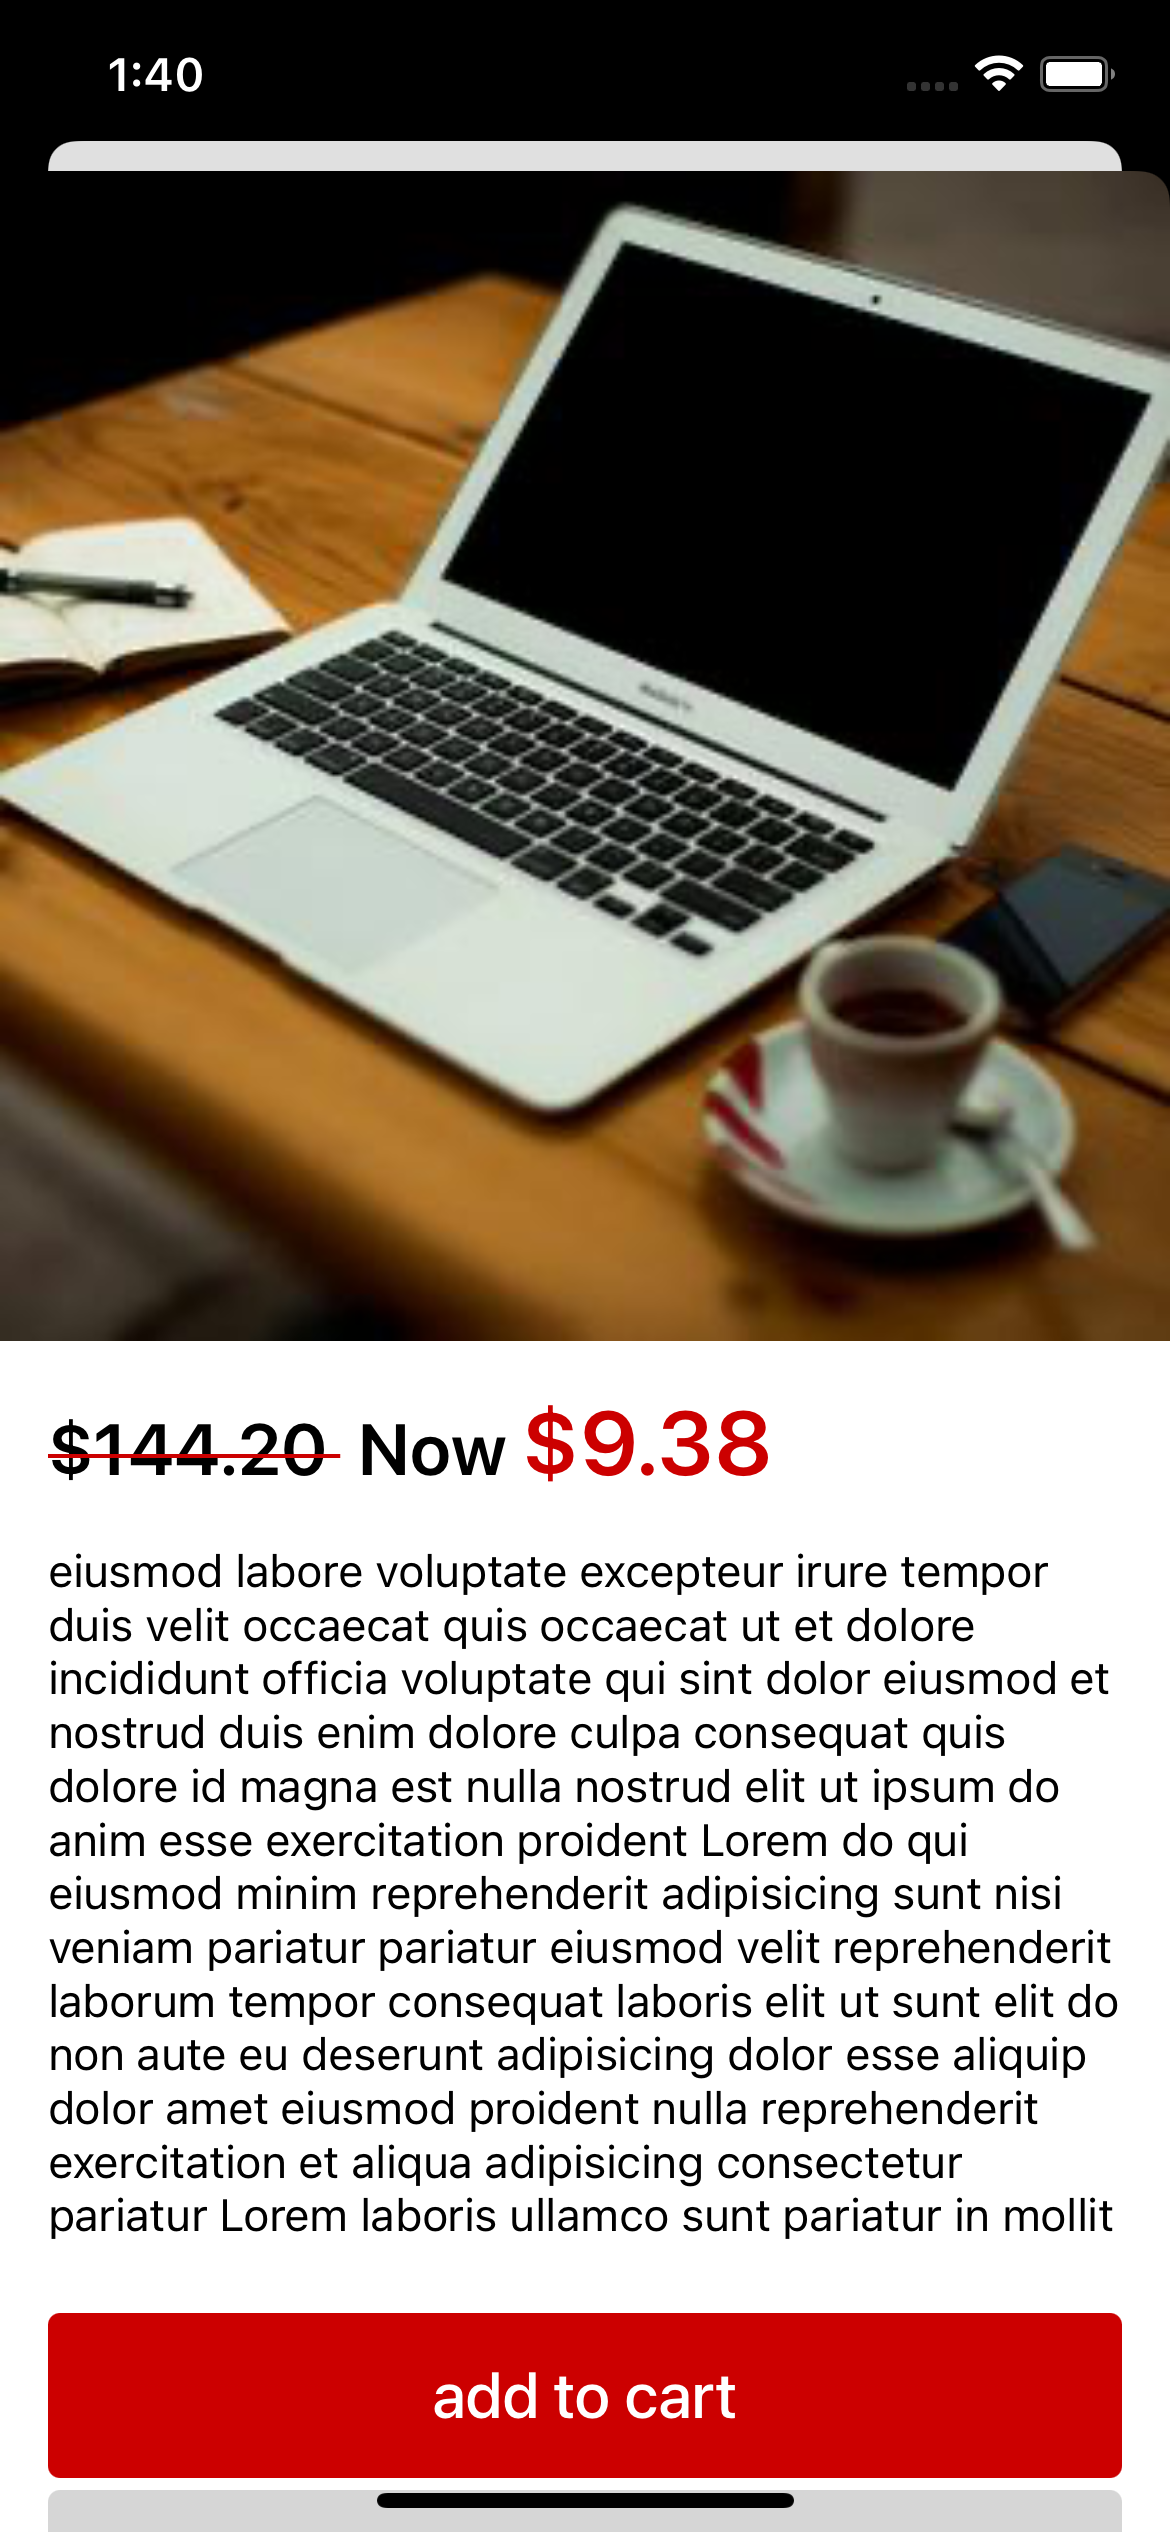 1:40
$144.20 Now $9.38
eiusmod labore voluptate excepteur irure tempor
duis velit occaecat quis occaecat ut et dolore
incididunt officia voluptate qui sint dolor eiusmod et
nostrud duis enim dolore culpa consequat quis
dolore id magna est nulla nostrud elit ut ipsum do
anim esse exercitation proident Lorem do qui
eiusmod minim reprehenderit adipisicing sunt nisi
veniam pariatur pariatur eiusmod velit reprehenderit
laborum tempor consequat laboris elit ut sunt elit do
non aute eu deserunt adipisicing dolor esse aliquip
dolor amet eiusmod proident nulla reprehenderit
exercitation et aliqua adipisicing consectetur
pariatur Lorem laboris ullamco sunt pariatur in mollit
add to cart